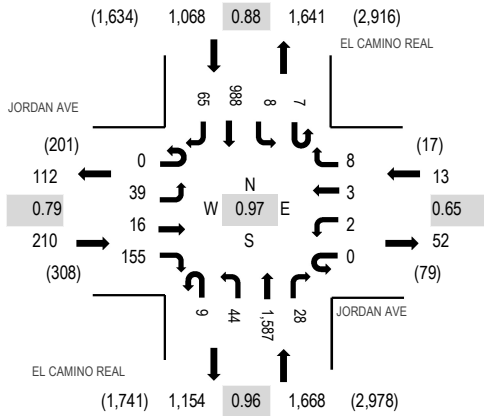 (1,634) 1,068 0.88 1,641 (2,916)
EL CAMINO REAL
JORDAN AVE
65 988 8 7
(201)
112
0.79
210
(308)
0
39
16
155
N
W 0.97 E
S
8
3
2
0
(17)
13
0.65
52
(79)
9 44 1,587 28
JORDAN AVE
EL CAMINO REAL
(1,741) 1,154 0.96 1,668 (2,978)